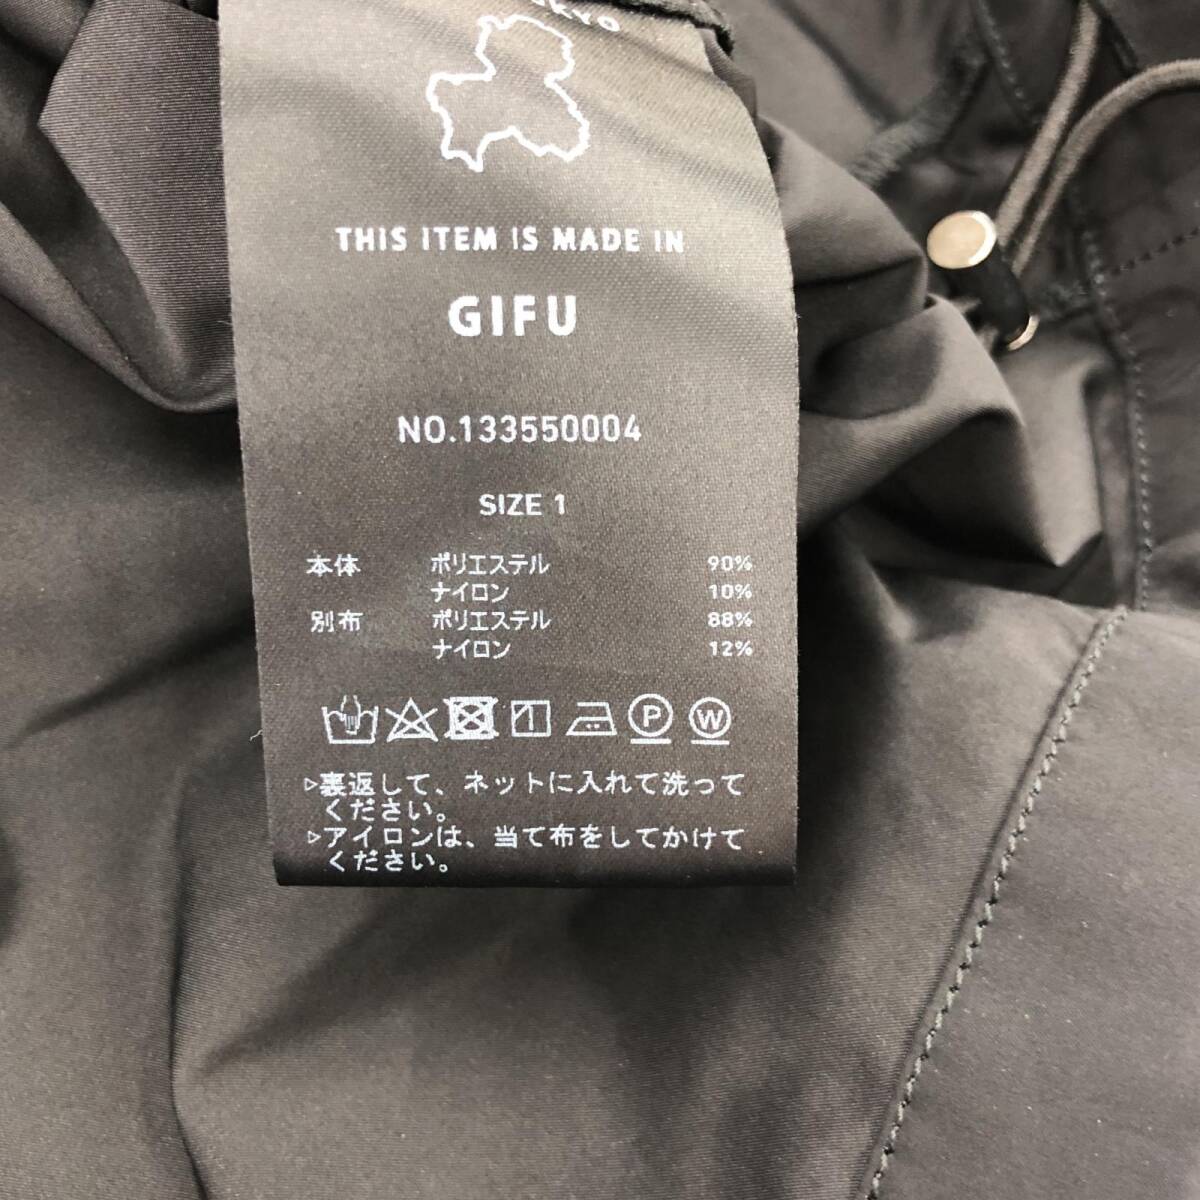 THIS ITEM IS MADE IN
GIFU
NO.133550004
SIZE 1
本体 ポリエステル 90%
ナイロン 10%
別布 ポリエステル 88%
ナイロン 12%
P W
▷裏返して、ネットに入れて洗って
ください。
▷アイロンは、当て布をしてかけて
ください。